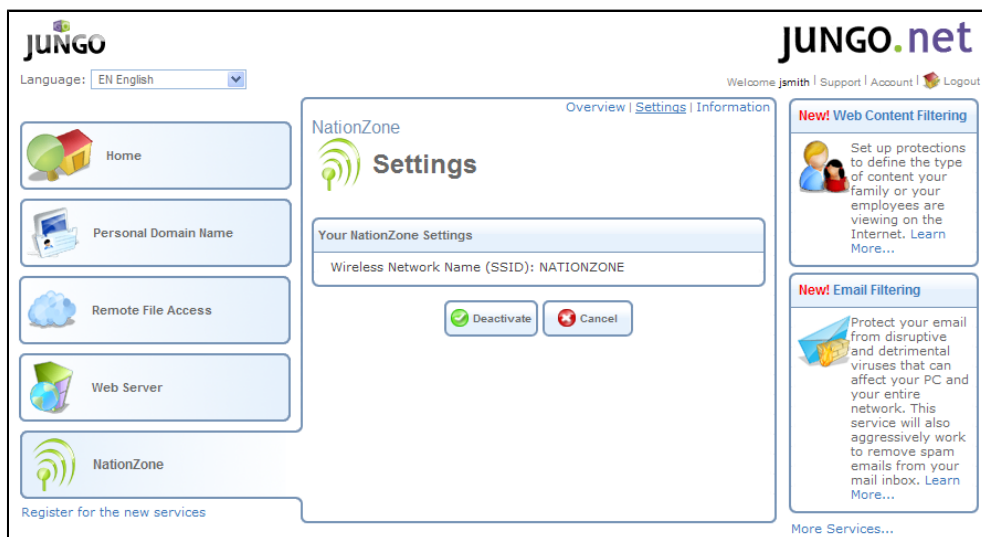 JUNGO
JUNGO.net
Language: EN English
Welcome jsmith | Support | Account | Logout
Home
Personal Domain Name
Remote File Access
Web Server
NationZone
Register for the new services
Overview | Settings | Information
NationZone
Settings
Your NationZone Settings
Wireless Network Name (SSID): NATIONZONE
Deactivate
Cancel
New! Web Content Filtering
Set up protections
to define the type
of content your
family or your
employees are
viewing on the
Internet. Learn
More...
New! Email Filtering
Protect your email
from disruptive
and detrimental
viruses that can
affect your PC and
your entire
network. This
service will also
aggressively work
to remove spam
emails from your
mail inbox. Learn
More...
More Services...